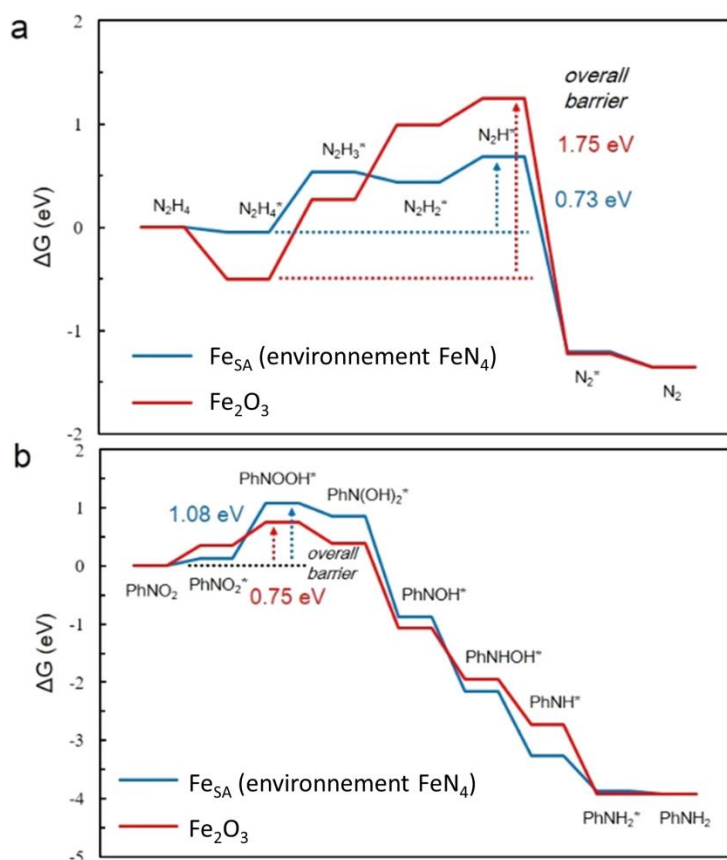 a
2
1
0
-1
-2
ΔG (eV)
N₂H₄
N₂H₄*
N₂H₃*
N₂H₂*
N₂H*
N₂*
N₂
overall
barrier
1.75 eV
0.73 eV
Fe_SA (environnement FeN₄)
Fe₂O₃
b
2
1
0
-1
-2
-3
-4
-5
ΔG (eV)
PhNO₂
PhNO₂*
PhNOOH*
PhN(OH)₂*
1.08 eV
0.75 eV
overall
barrier
PhNOH*
PhNHOH*
PhNH*
PhNH₂*
PhNH₂
Fe_SA (environnement FeN₄)
Fe₂O₃